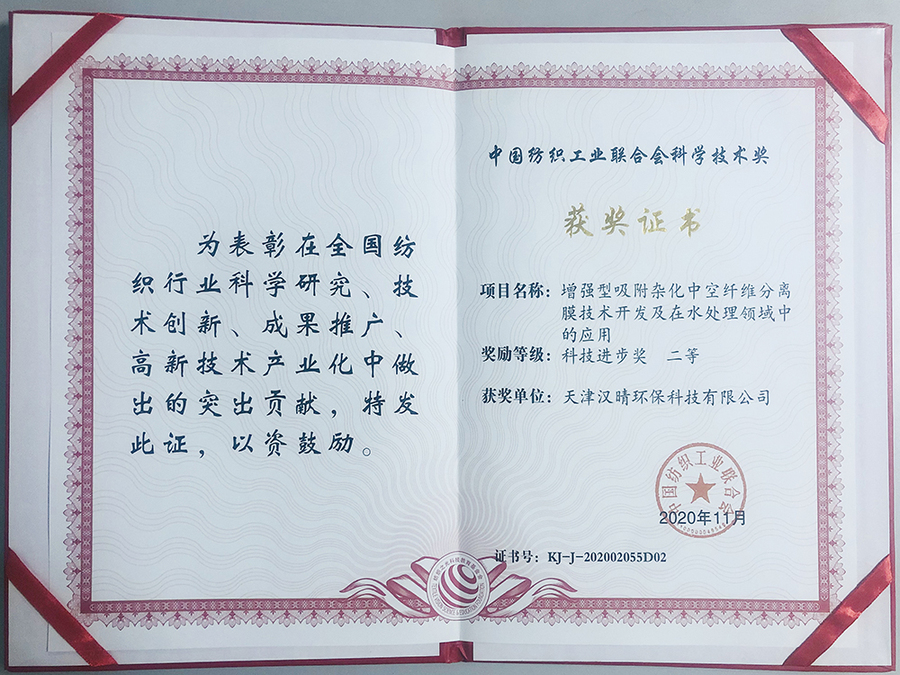 为表彰在全国纺
织行业科学研究、技
术创新、成果推广、
高新技术产业化中做
出的突出贡献，特发
此证，以资鼓励。
中国纺织工业联合会科学技术奖
获奖证书
项目名称：增强型吸附杂化中空纤维分离
膜技术开发及在水处理领域中
的应用
奖励等级：科技进步奖 二等
获奖单位：天津汉晴环保科技有限公司
中国纺织工业联合会
2020年11月
证书号：KJ-J-202002055D02